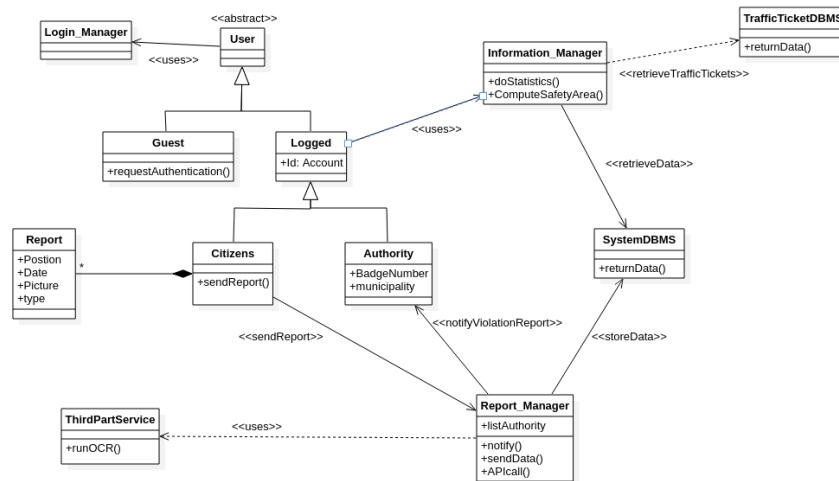 <<abstract>>
TrafficTicketDBMS
+returnData()
Login_Manager
User
<<uses>>
Information_Manager
+doStatistics()
+ComputeSafetyArea()
<<retrieveTrafficTickets>>
Guest
+requestAuthentication()
Logged
+Id: Account
<<uses>>
<<retrieveData>>
Report
+Postion
+Date
+Picture
+type
*
Citizens
+sendReport()
Authority
+BadgeNumber
+municipality
SystemDBMS
+returnData()
<<sendReport>>
<<notifyViolationReport>>
<<storeData>>
ThirdPartService
+runOCR()
<<uses>>
Report_Manager
+listAuthority
+notify()
+sendData()
+APIcall()